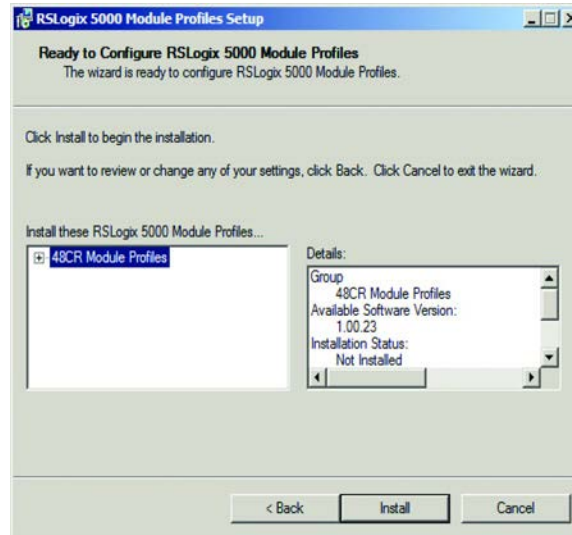 RSLogix 5000 Module Profiles Setup
Ready to Configure RSLogix 5000 Module Profiles
The wizard is ready to configure RSLogix 5000 Module Profiles.
Click Install to begin the installation.
If you want to review or change any of your settings, click Back. Click Cancel to exit the wizard.
Install these RSLogix 5000 Module Profiles...
48CR Module Profiles
Details:
Group
48CR Module Profiles
Available Software Version:
1.00.23
Installation Status:
Not Installed
< Back
Install
Cancel